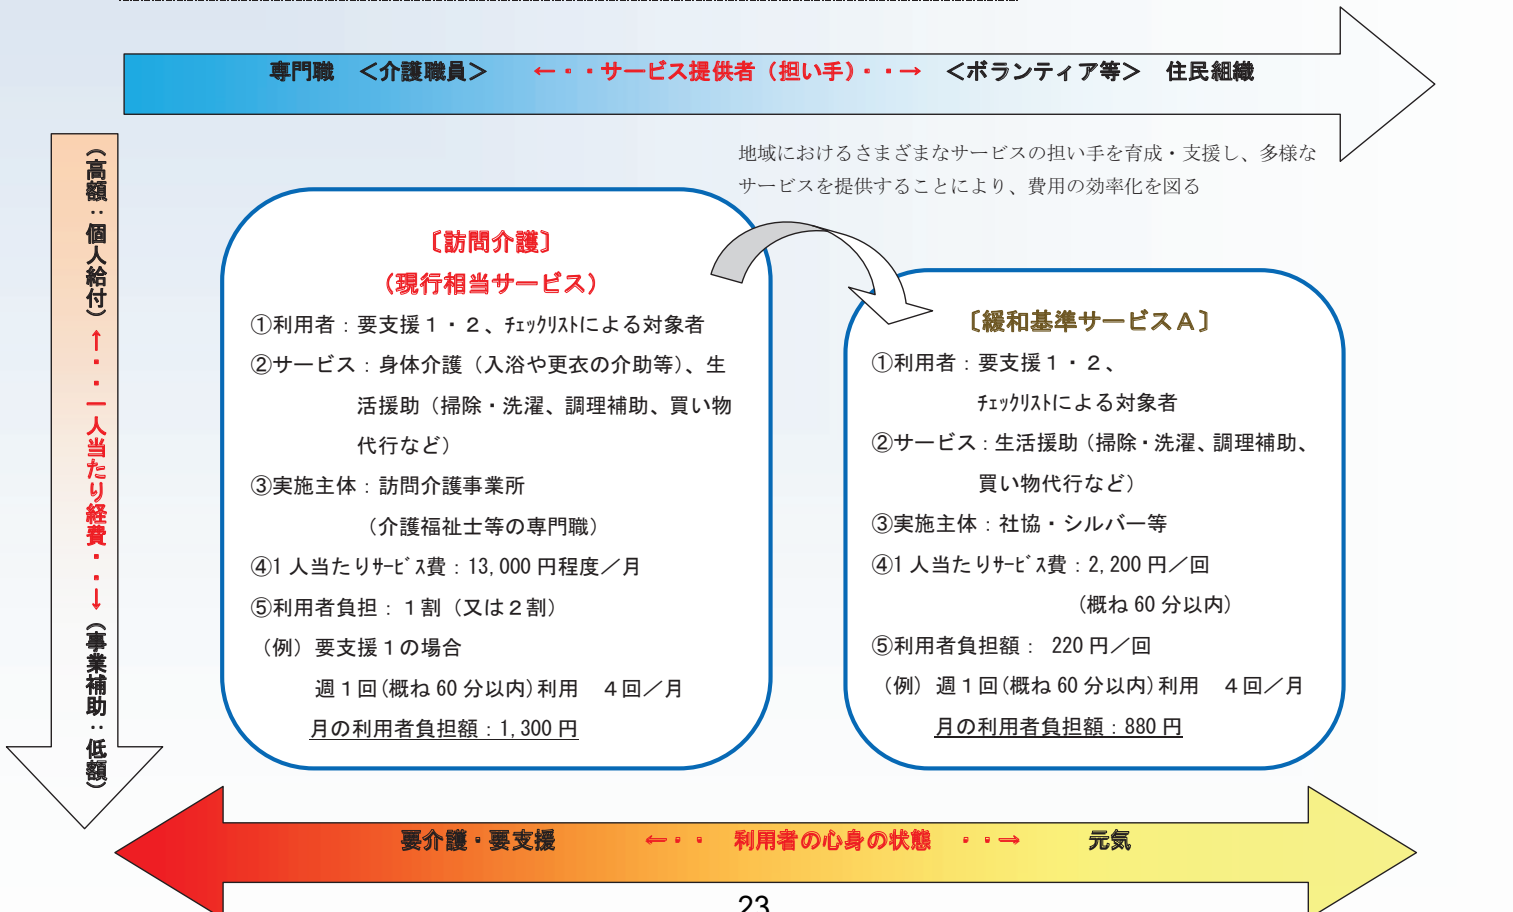 専門職　＜介護職員＞　←・・サービス提供者（担い手）・・→　＜ボランティア等＞　住民組織
（高額：個人給付）←・・一人当たり経費・・→（事業補助：低額）
地域におけるさまざまなサービスの担い手を育成・支援し、多様な
サービスを提供することにより、費用の効率化を図る
〔訪問介護〕
（現行相当サービス）
①利用者：要支援１・２、ﾁｪｯｸﾘｽﾄによる対象者
②サービス：身体介護（入浴や更衣の介助等）、生
活援助（掃除・洗濯、調理補助、買い物
代行など）
③実施主体：訪問介護事業所
（介護福祉士等の専門職）
④1 人当たりｻｰﾋﾞｽ費：13,000 円程度／月
⑤利用者負担：１割（又は２割）
（例）要支援１の場合
週１回(概ね 60 分以内)利用　４回／月
月の利用者負担額：1,300 円
〔緩和基準サービスＡ〕
①利用者：要支援１・２、
ﾁｪｯｸﾘｽﾄによる対象者
②サービス：生活援助（掃除・洗濯、調理補助、
買い物代行など）
③実施主体：社協・シルバー等
④1 人当たりｻｰﾋﾞｽ費：2,200 円／回
（概ね 60 分以内）
⑤利用者負担額： 220 円／回
（例）週１回(概ね 60 分以内)利用　４回／月
月の利用者負担額：880 円
要介護・要支援　←・・　利用者の心身の状態　・・→　元気
23